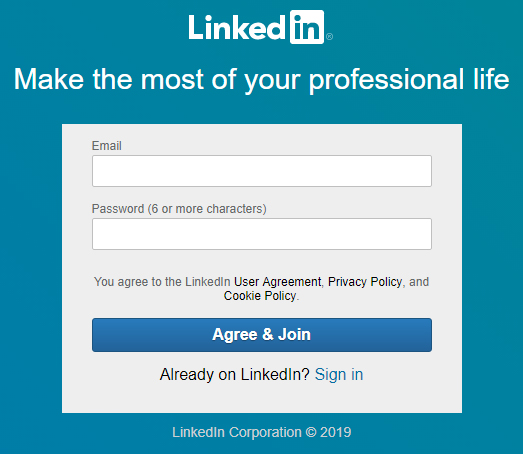 Linkedin®
Make the most of your professional life
Email
Password (6 or more characters)
You agree to the LinkedIn User Agreement, Privacy Policy, and
Cookie Policy.
Agree & Join
Already on LinkedIn? Sign in
LinkedIn Corporation © 2019